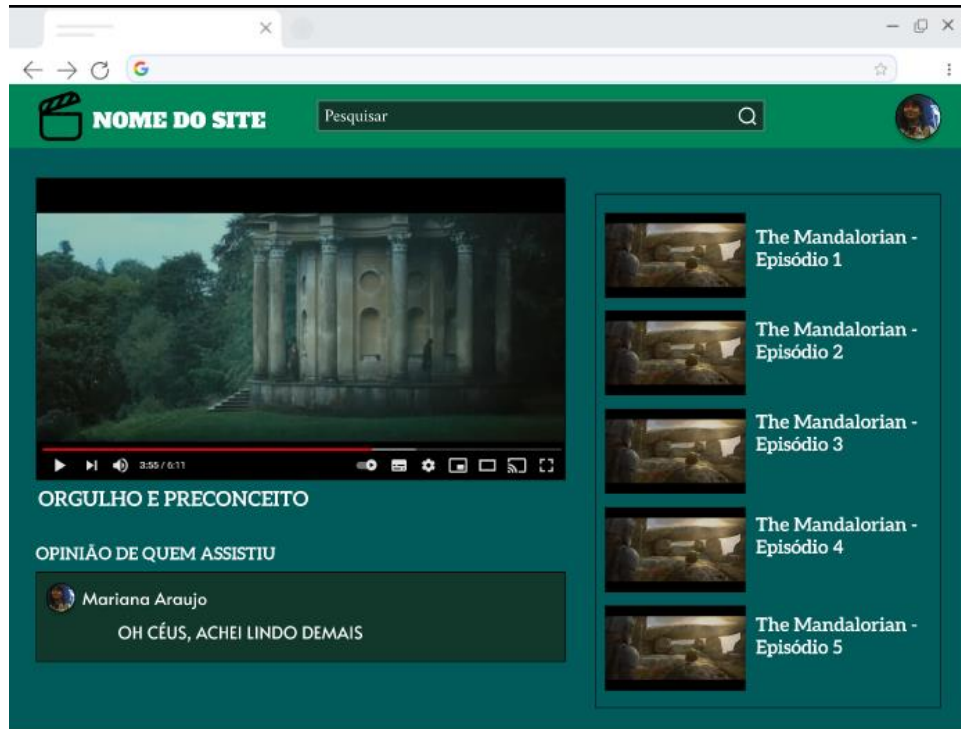 NOME DO SITE
Pesquisar
3:55 / 6:11
ORGULHO E PRECONCEITO
OPINIÃO DE QUEM ASSISTIU
Mariana Araujo
OH CÉUS, ACHEI LINDO DEMAIS
The Mandalorian -
Episódio 1
The Mandalorian -
Episódio 2
The Mandalorian -
Episódio 3
The Mandalorian -
Episódio 4
The Mandalorian -
Episódio 5